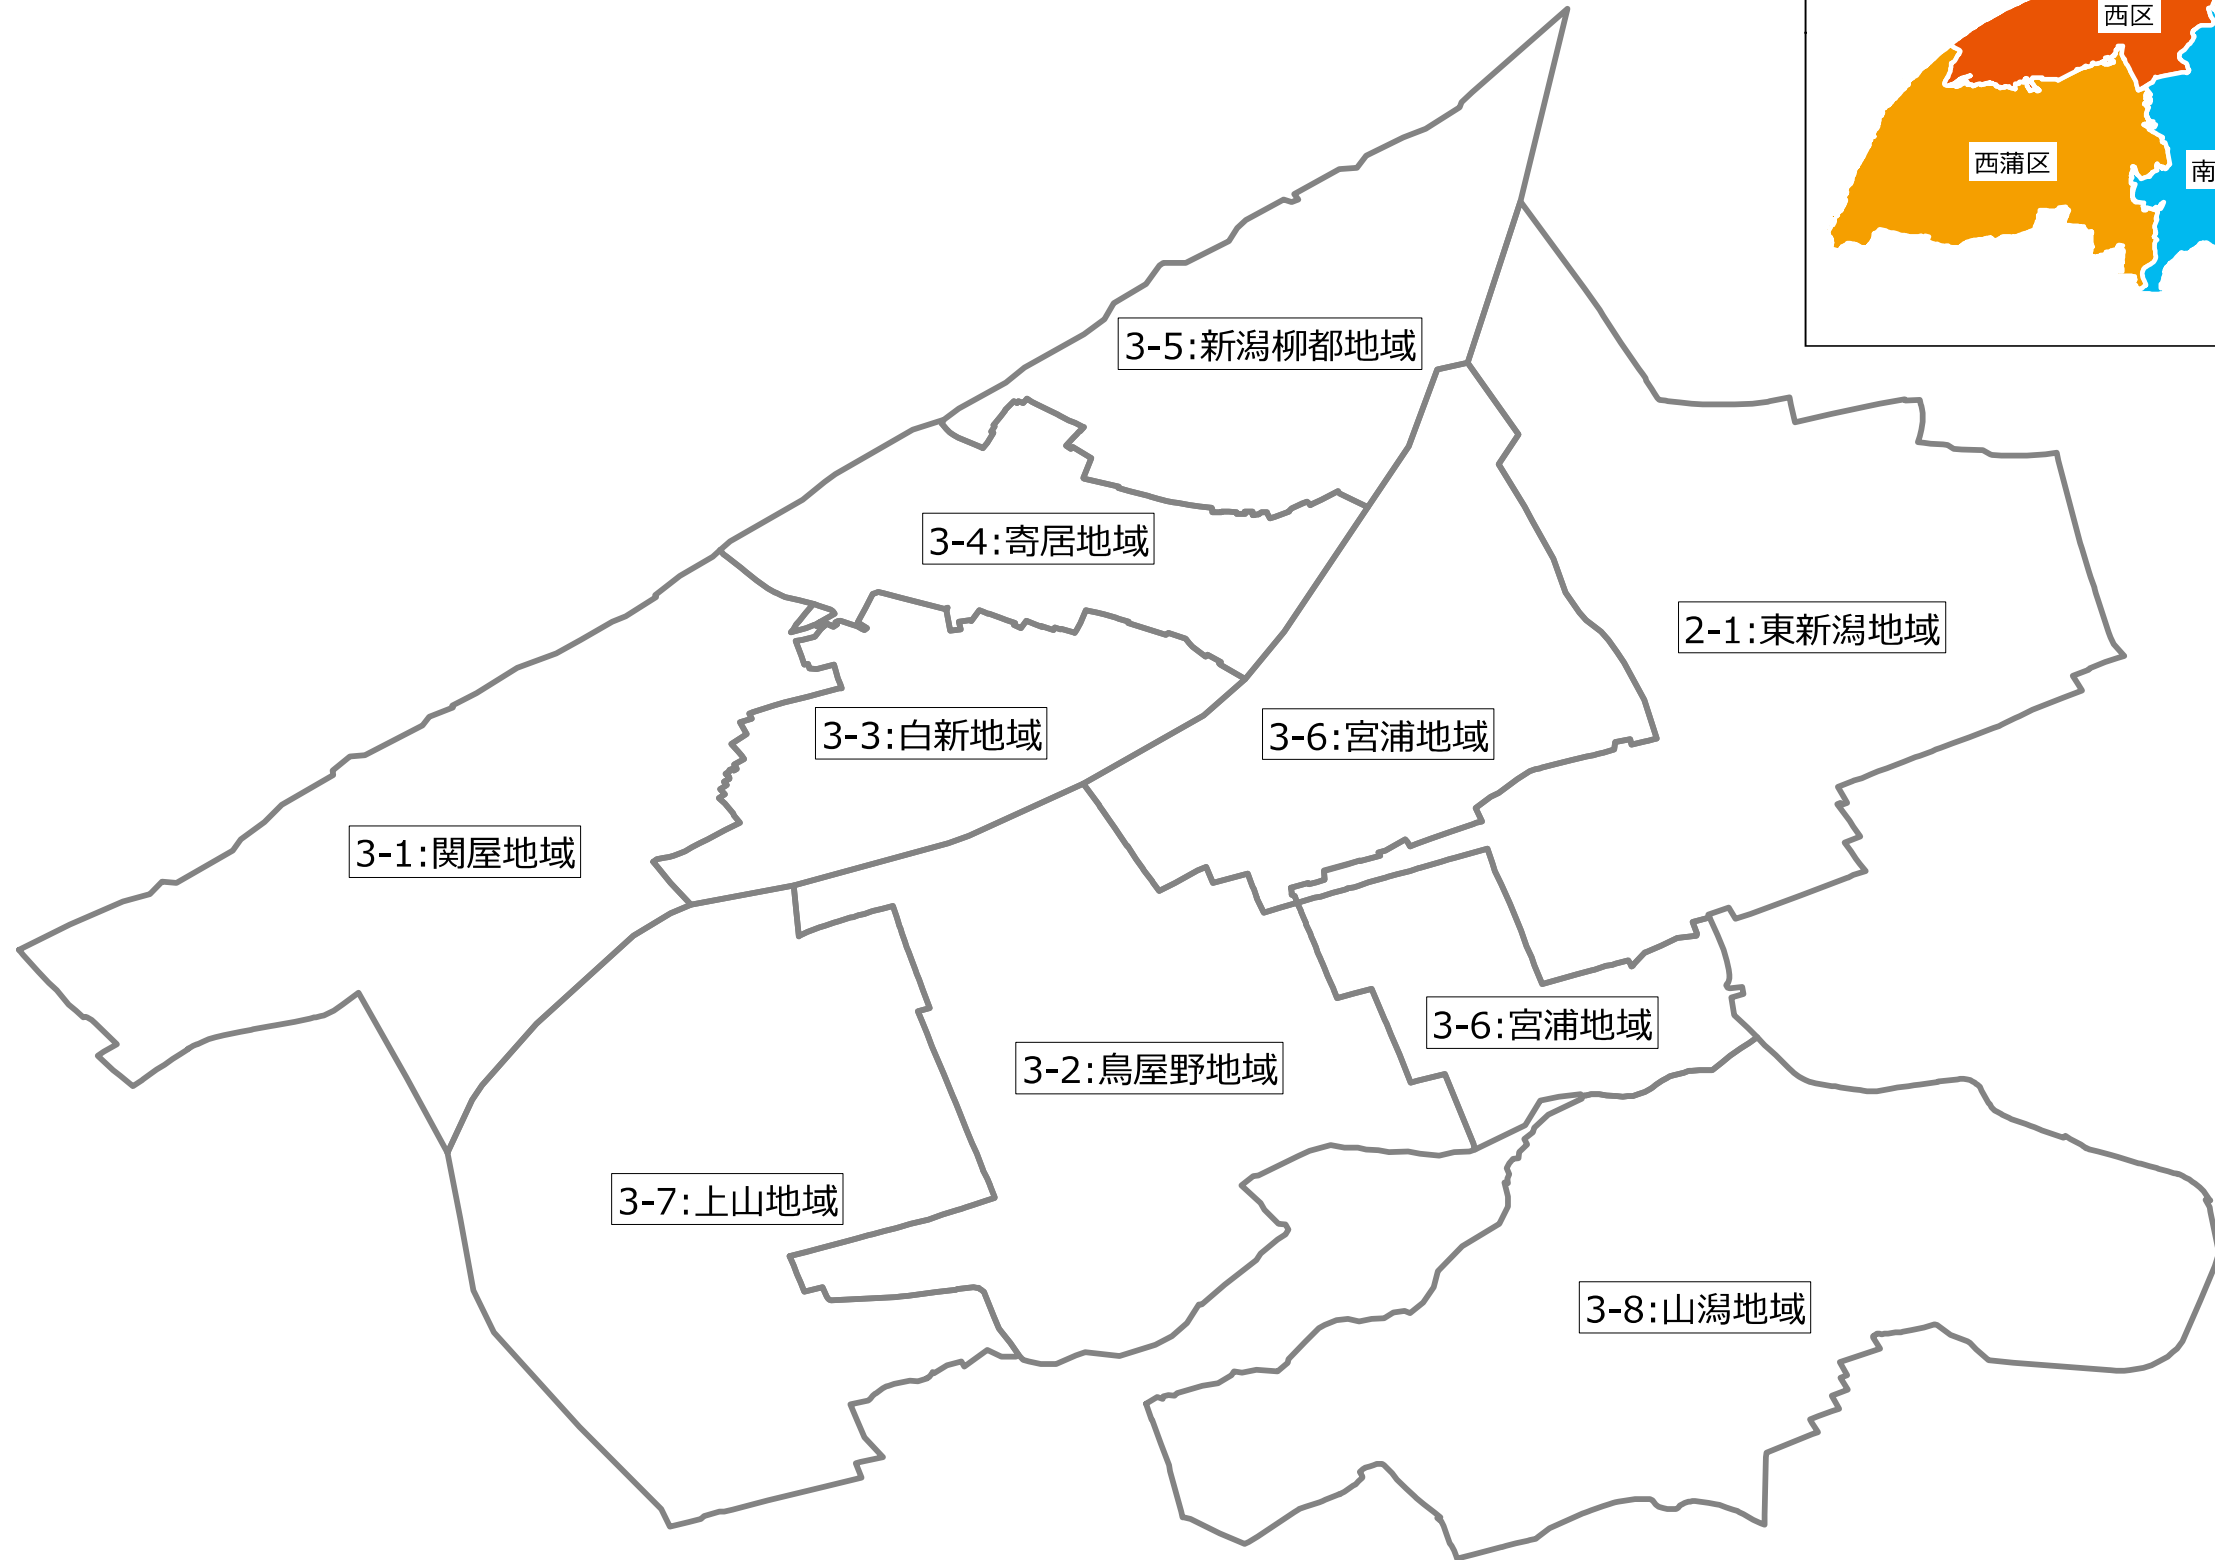 西区
西蒲区
南
3-5:新潟柳都地域
3-4:寄居地域
2-1:東新潟地域
3-3:白新地域
3-6:宮浦地域
3-1:関屋地域
3-6:宮浦地域
3-2:鳥屋野地域
3-7:上山地域
3-8:山潟地域